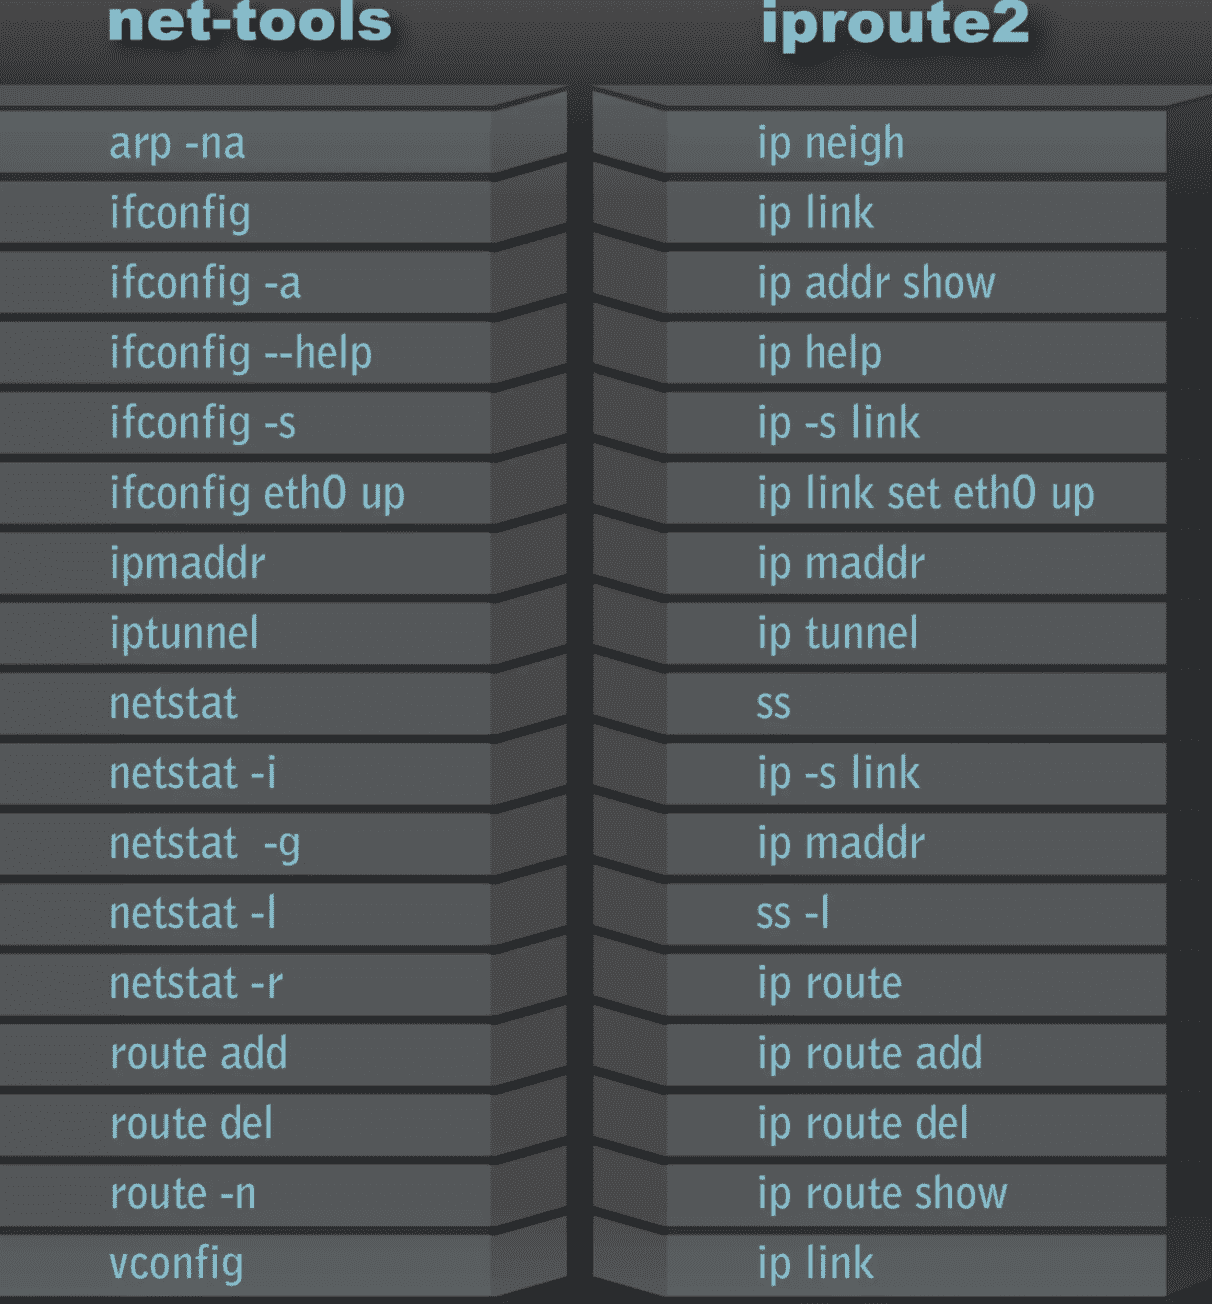 net-tools iproute2
arp -na ip neigh
ifconfig ip link
ifconfig -a ip addr show
ifconfig --help ip help
ifconfig -s ip -s link
ifconfig eth0 up ip link set eth0 up
ipmaddr ip maddr
iptunnel ip tunnel
netstat ss
netstat -i ip -s link
netstat  -g ip maddr
netstat -l ss -l
netstat -r ip route
route add ip route add
route del ip route del
route -n ip route show
vconfig ip link